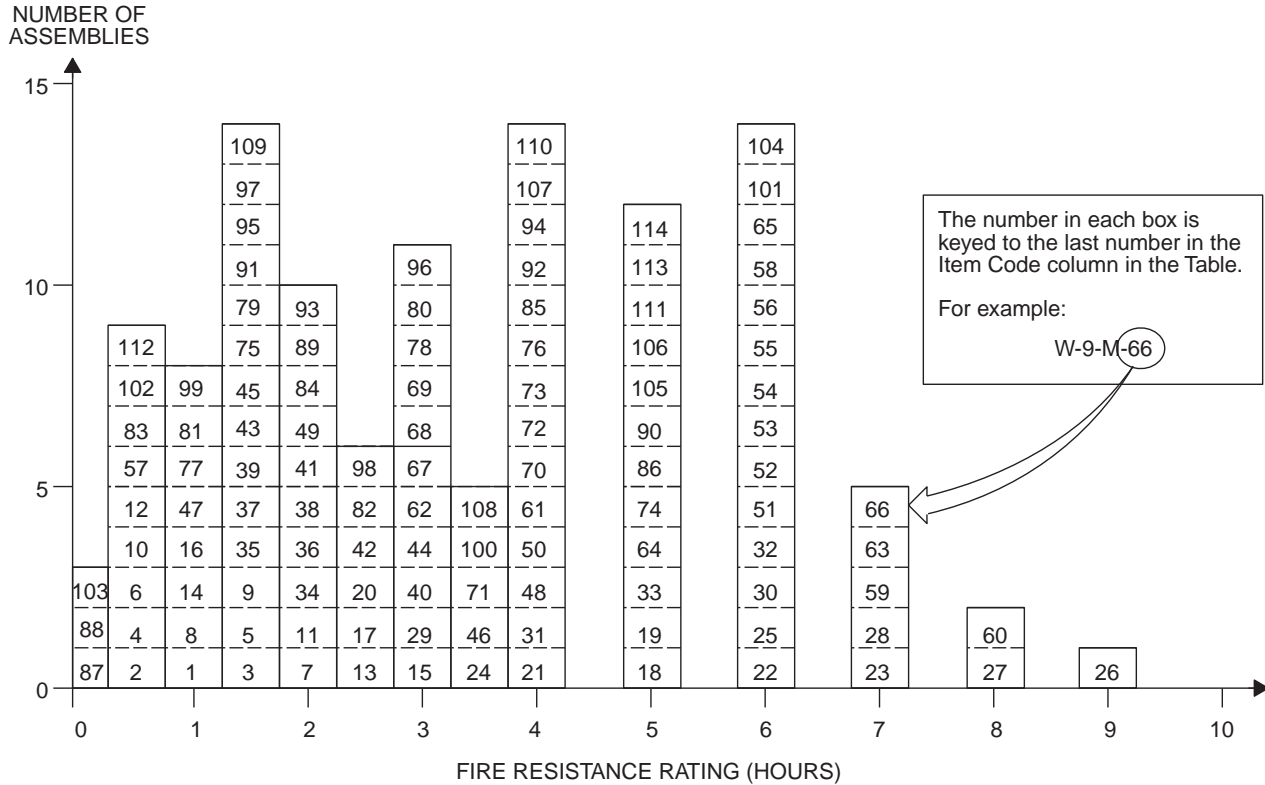 NUMBER OF
ASSEMBLIES
15
109 110 104
97 107 101
95 94 65 114
91 96 92 58 113
10
79 93 80 85 56 111
112 75 89 78 76 55 106
102 99 45 84 69 73 54 105
83 81 43 49 68 72 53 90
57 77 39 41 98 67 70 52 86
5
12 47 37 38 82 62 108 61 74 51 66
10 16 35 36 42 44 100 50 64 32 63
103 6 14 9 34 20 40 71 48 33 30 59
88 4 8 5 11 17 29 46 31 19 25 28 60
87 2 1 3 7 13 15 24 21 18 22 23 27 26
0
0 1 2 3 4 5 6 7 8 9 10
FIRE RESISTANCE RATING (HOURS)
The number in each box is
keyed to the last number in the
Item Code column in the Table.
For example:
W-9-M-66